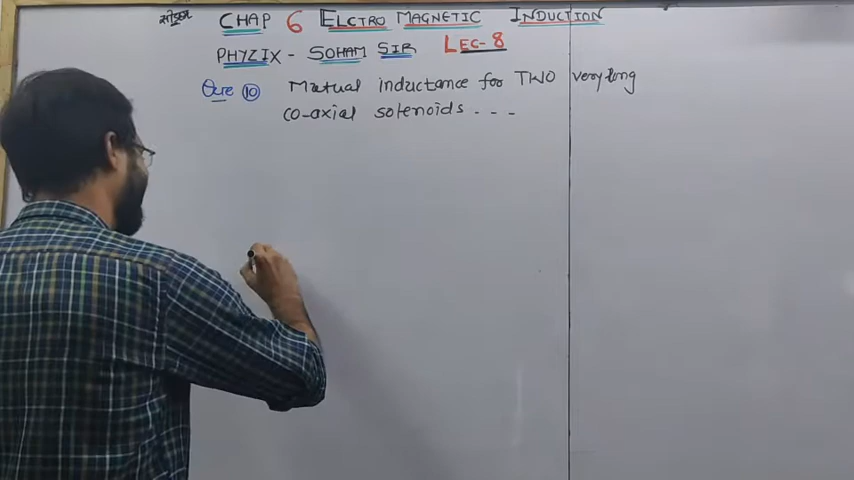 CHAP 6 ELCTRO MAGNETIC INDUCTION
PHYZIX - SOHAM SIR LEC-8
Que 10 Mutual inductance for TWO very long
co-axial solenoids - - -